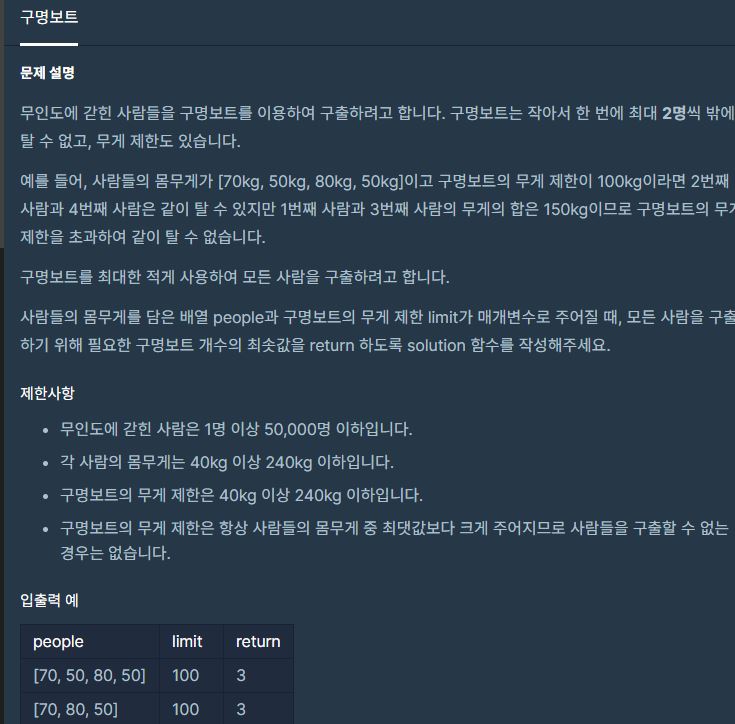 구명보트
문제 설명
무인도에 갇힌 사람들을 구명보트를 이용하여 구출하려고 합니다. 구명보트는 작아서 한 번에 최대 2명씩 밖에
탈 수 없고, 무게 제한도 있습니다.
예를 들어, 사람들의 몸무게가 [70kg, 50kg, 80kg, 50kg]이고 구명보트의 무게 제한이 100kg이라면 2번째
사람과 4번째 사람은 같이 탈 수 있지만 1번째 사람과 3번째 사람의 무게의 합은 150kg이므로 구명보트의 무게
제한을 초과하여 같이 탈 수 없습니다.
구명보트를 최대한 적게 사용하여 모든 사람을 구출하려고 합니다.
사람들의 몸무게를 담은 배열 people과 구명보트의 무게 제한 limit가 매개변수로 주어질 때, 모든 사람을 구출
하기 위해 필요한 구명보트 개수의 최솟값을 return 하도록 solution 함수를 작성해주세요.
제한사항
• 무인도에 갇힌 사람은 1명 이상 50,000명 이하입니다.
• 각 사람의 몸무게는 40kg 이상 240kg 이하입니다.
• 구명보트의 무게 제한은 40kg 이상 240kg 이하입니다.
• 구명보트의 무게 제한은 항상 사람들의 몸무게 중 최댓값보다 크게 주어지므로 사람들을 구출할 수 없는
경우는 없습니다.
입출력 예
people limit return
[70, 50, 80, 50] 100 3
[70, 80, 50] 100 3